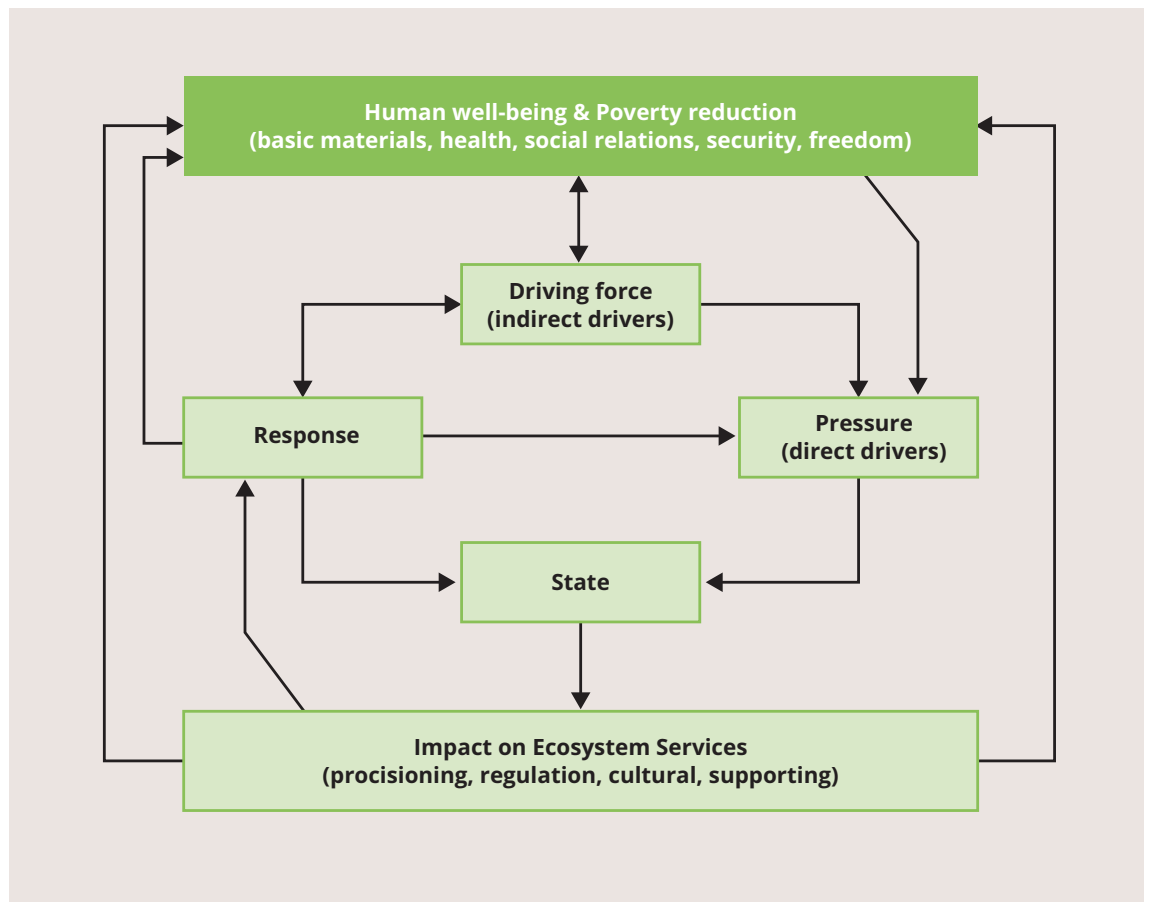 Human well-being & Poverty reduction
(basic materials, health, social relations, security, freedom)
Driving force
(indirect drivers)
Response
Pressure
(direct drivers)
State
Impact on Ecosystem Services
(procisioning, regulation, cultural, supporting)